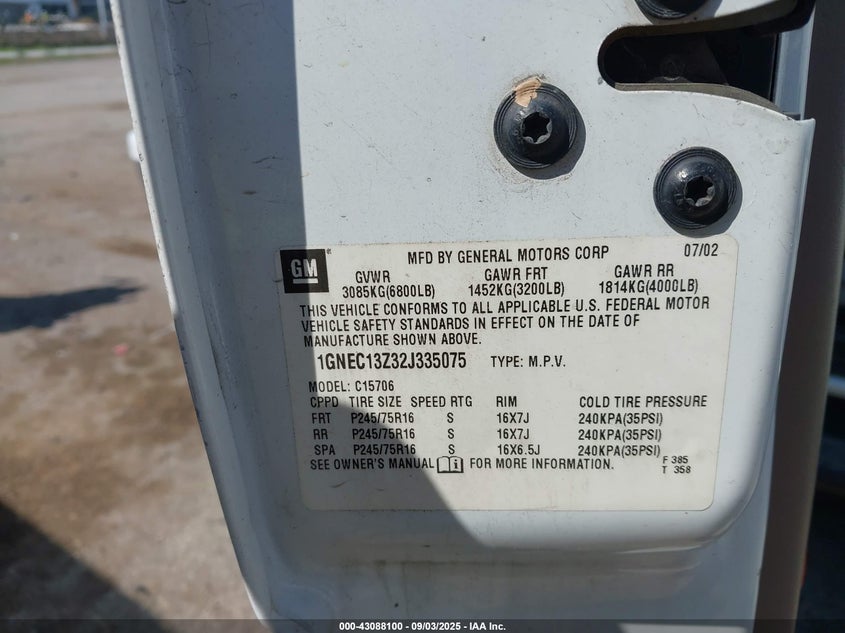 GM
MFD BY GENERAL MOTORS CORP 07/02
GVWR GAWR FRT GAWR RR
3085KG(6800LB) 1452KG(3200LB) 1814KG(4000LB)
THIS VEHICLE CONFORMS TO ALL APPLICABLE U.S. FEDERAL MOTOR
VEHICLE SAFETY STANDARDS IN EFFECT ON THE DATE OF
MANUFACTURE SHOWN ABOVE.
1GNEC13Z32J335075 TYPE: M.P.V.
MODEL: C15706
CPPD TIRE SIZE SPEED RTG RIM COLD TIRE PRESSURE
FRT P245/75R16 S 16X7J 240KPA(35PSI)
RR P245/75R16 S 16X7J 240KPA(35PSI)
SPA P245/75R16 S 16X6.5J 240KPA(35PSI)
SEE OWNER'S MANUAL FOR MORE INFORMATION.
F 385
T 358
000-43088100 - 09/03/2025 - IAA Inc.